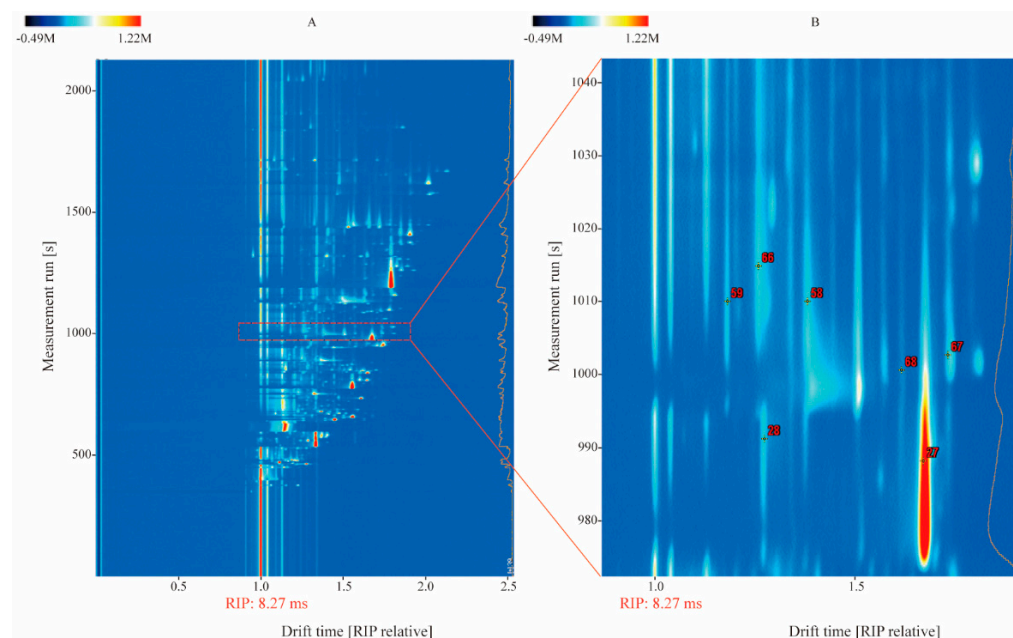 A
B
-0.49M 1.22M
-0.49M 1.22M
Measurement run [s]
2000
1500
1000
500
0.5 1.0 1.5 2.0 2.5
RIP: 8.27 ms
Drift time [RIP relative]
Measurement run [s]
1040
1030
1020
1010
1000
990
980
66
59
58
67
68
28
27
1.0 1.5
RIP: 8.27 ms
Drift time [RIP relative]